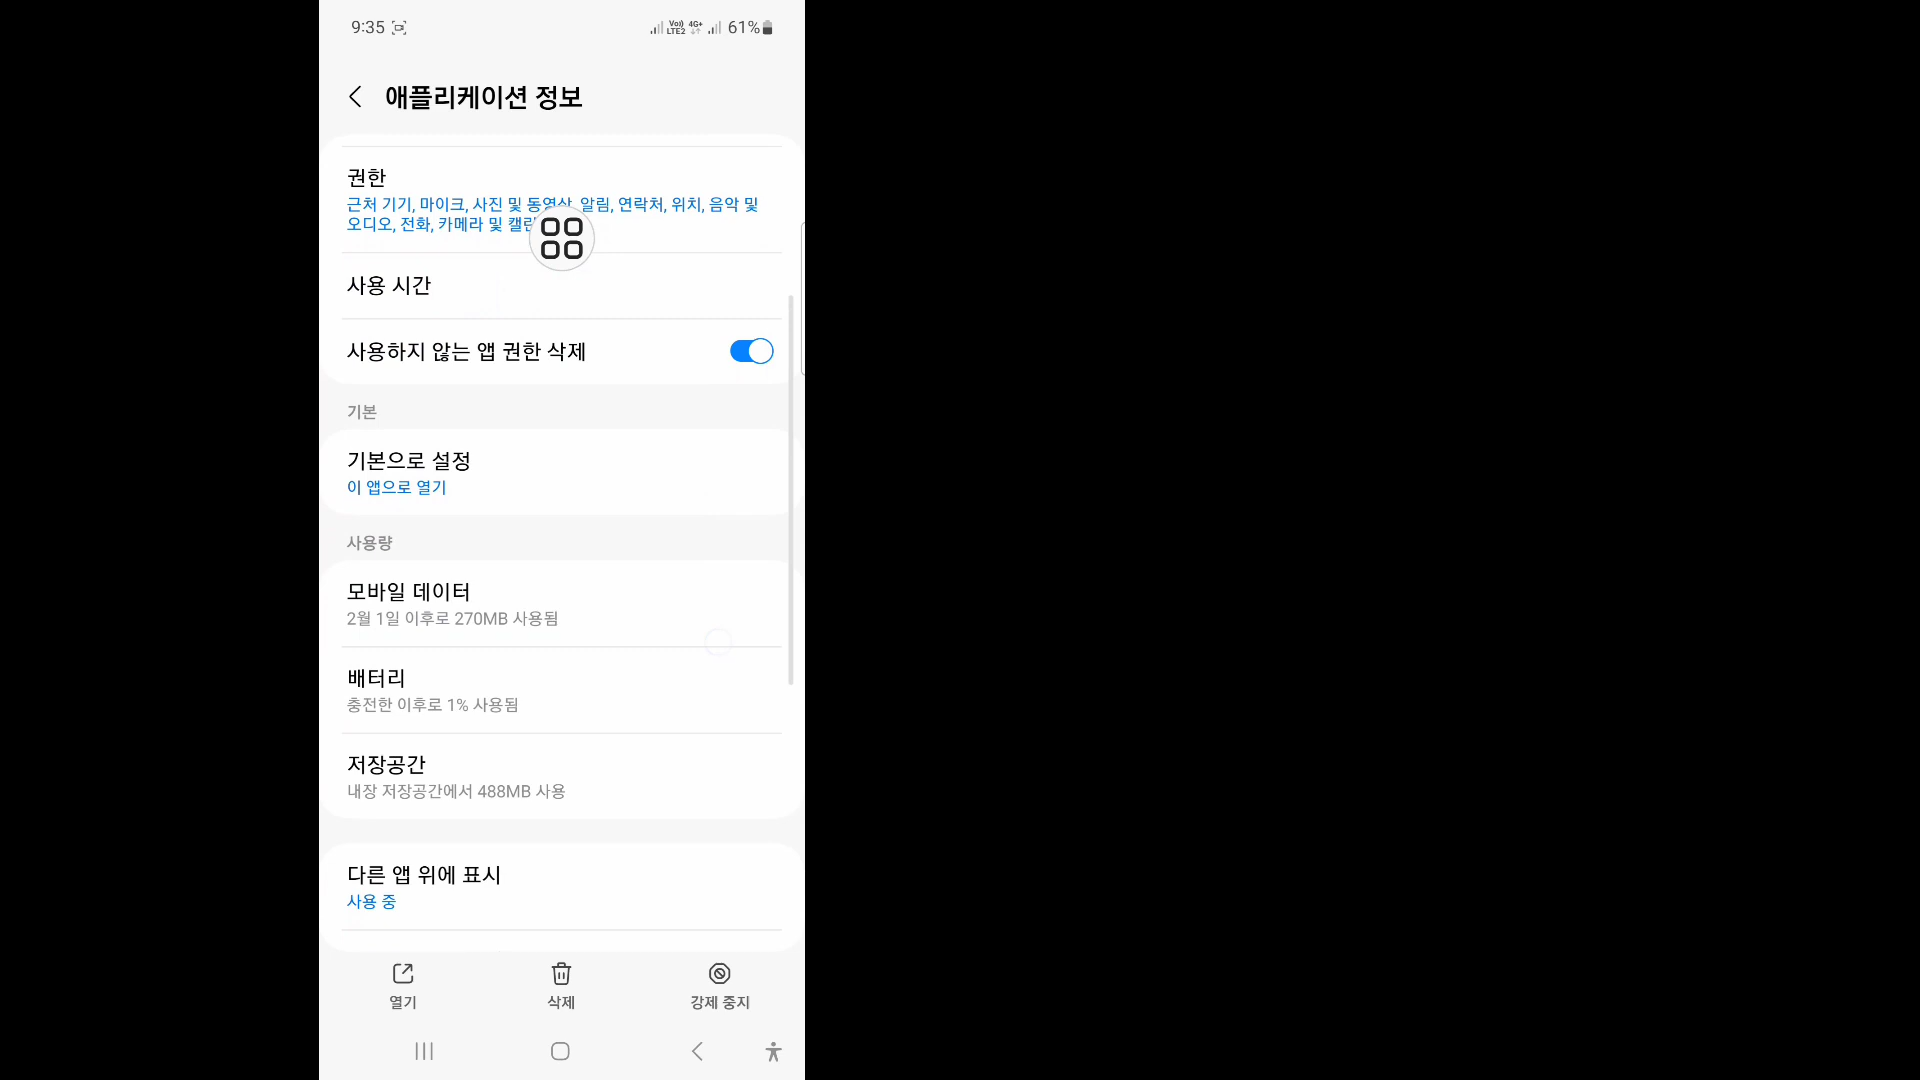 9:35
Vo)) LTE2 4G+ 61%
애플리케이션 정보
권한
근처 기기, 마이크, 사진 및 동영상, 알림, 연락처, 위치, 음악 및
오디오, 전화, 카메라 및
사용 시간
사용하지 않는 앱 권한 삭제
기본
기본으로 설정
이 앱으로 열기
사용량
모바일 데이터
2월 1일 이후로 270MB 사용됨
배터리
충전한 이후로 1% 사용됨
저장공간
내장 저장공간에서 488MB 사용
다른 앱 위에 표시
사용 중
열기
삭제
강제 중지